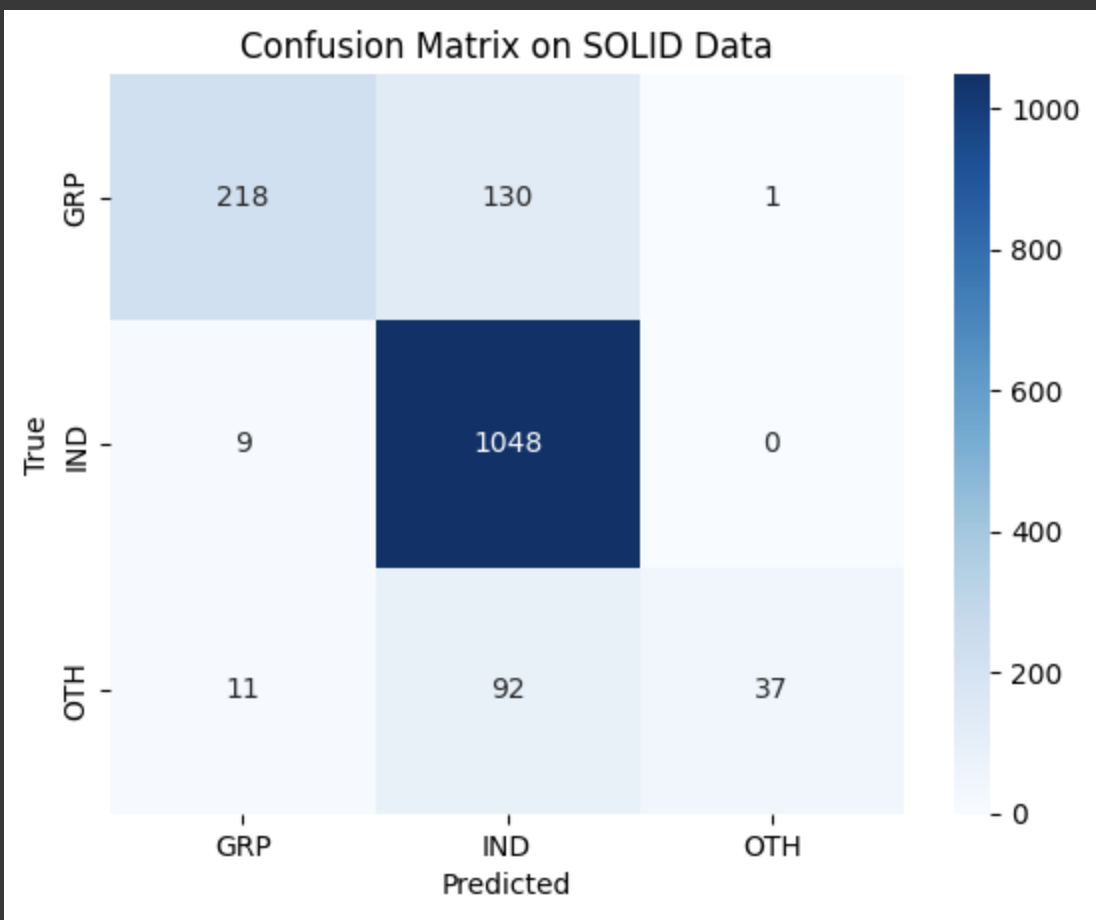 Confusion Matrix on SOLID Data
GRP 218 130 1
IND 9 1048 0
OTH 11 92 37
True
GRP IND OTH
Predicted
1000
800
600
400
200
0